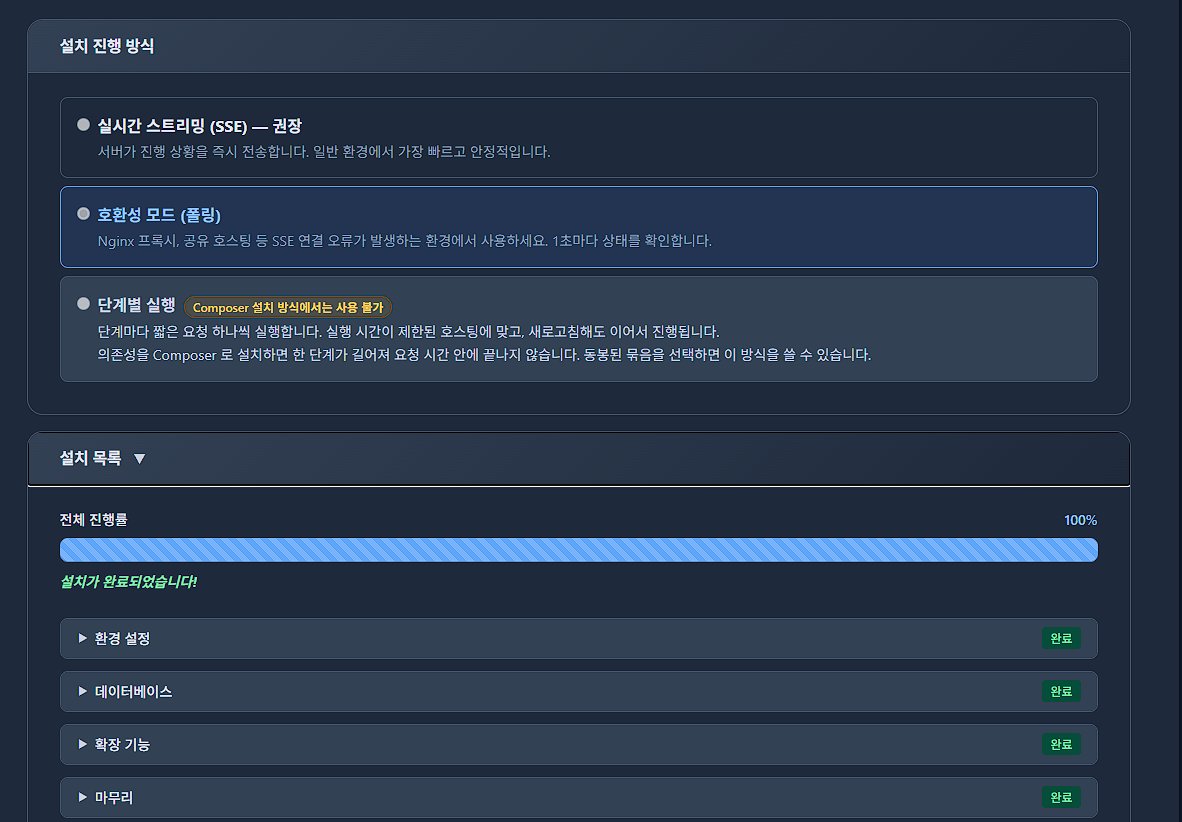 설치 진행 방식
실시간 스트리밍 (SSE) — 권장
서버가 진행 상황을 즉시 전송합니다. 일반 환경에서 가장 빠르고 안정적입니다.
호환성 모드 (폴링)
Nginx 프록시, 공유 호스팅 등 SSE 연결 오류가 발생하는 환경에서 사용하세요. 1초마다 상태를 확인합니다.
단계별 실행 Composer 설치 방식에서는 사용 불가
단계마다 짧은 요청 하나씩 실행합니다. 실행 시간이 제한된 호스팅에 맞고, 새로고침해도 이어서 진행됩니다.
의존성을 Composer 로 설치하면 한 단계가 길어져 요청 시간 안에 끝나지 않습니다. 동봉된 묶음을 선택하면 이 방식을 쓸 수 있습니다.
설치 목록 ▼
전체 진행률 100%
설치가 완료되었습니다!
▶ 환경 설정 완료
▶ 데이터베이스 완료
▶ 확장 기능 완료
▶ 마무리 완료